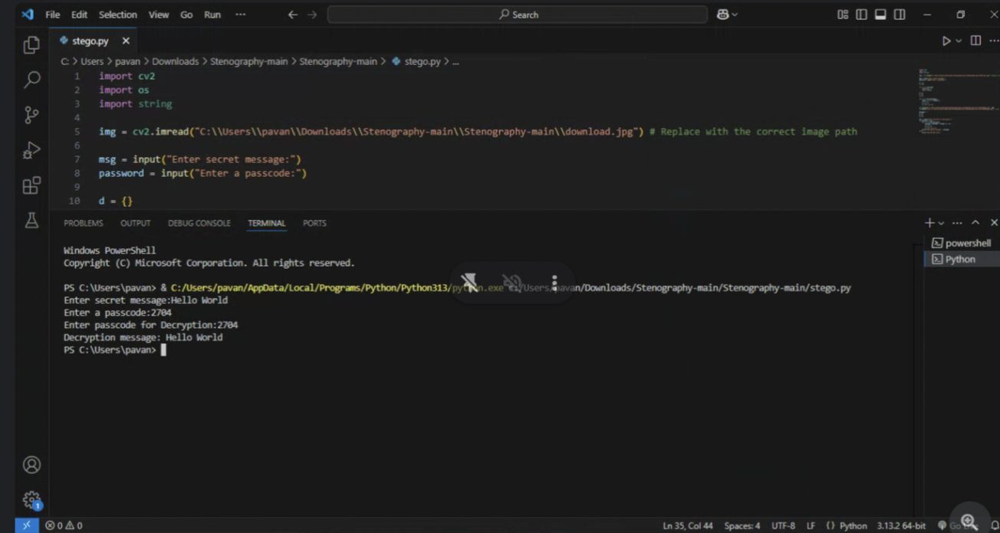 File Edit Selection View Go Run ··· Search
stego.py
C: > Users > pavan > Downloads > Stenography-main > Stenography-main > stego.py > ...
1 import cv2
2 import os
3 import string
4
5 img = cv2.imread("C:\\Users\\pavan\\Downloads\\Stenography-main\\Stenography-main\\download.jpg") # Replace with the correct image path
6
7 msg = input("Enter secret message:")
8 password = input("Enter a passcode:")
9
10 d = {}
PROBLEMS OUTPUT DEBUG CONSOLE TERMINAL PORTS
powershell
Python
Windows PowerShell
Copyright (C) Microsoft Corporation. All rights reserved.
PS C:\Users\pavan> & C:/Users/pavan/AppData/Local/Programs/Python/Python313/python.exe c:/Users/pavan/Downloads/Stenography-main/Stenography-main/stego.py
Enter secret message:Hello World
Enter a passcode:2704
Enter passcode for Decryption:2704
Decryption message: Hello World
PS C:\Users\pavan>
1
0 0 Ln 35, Col 44 Spaces: 4 UTF-8 LF {} Python 3.13.2 64-bit Go